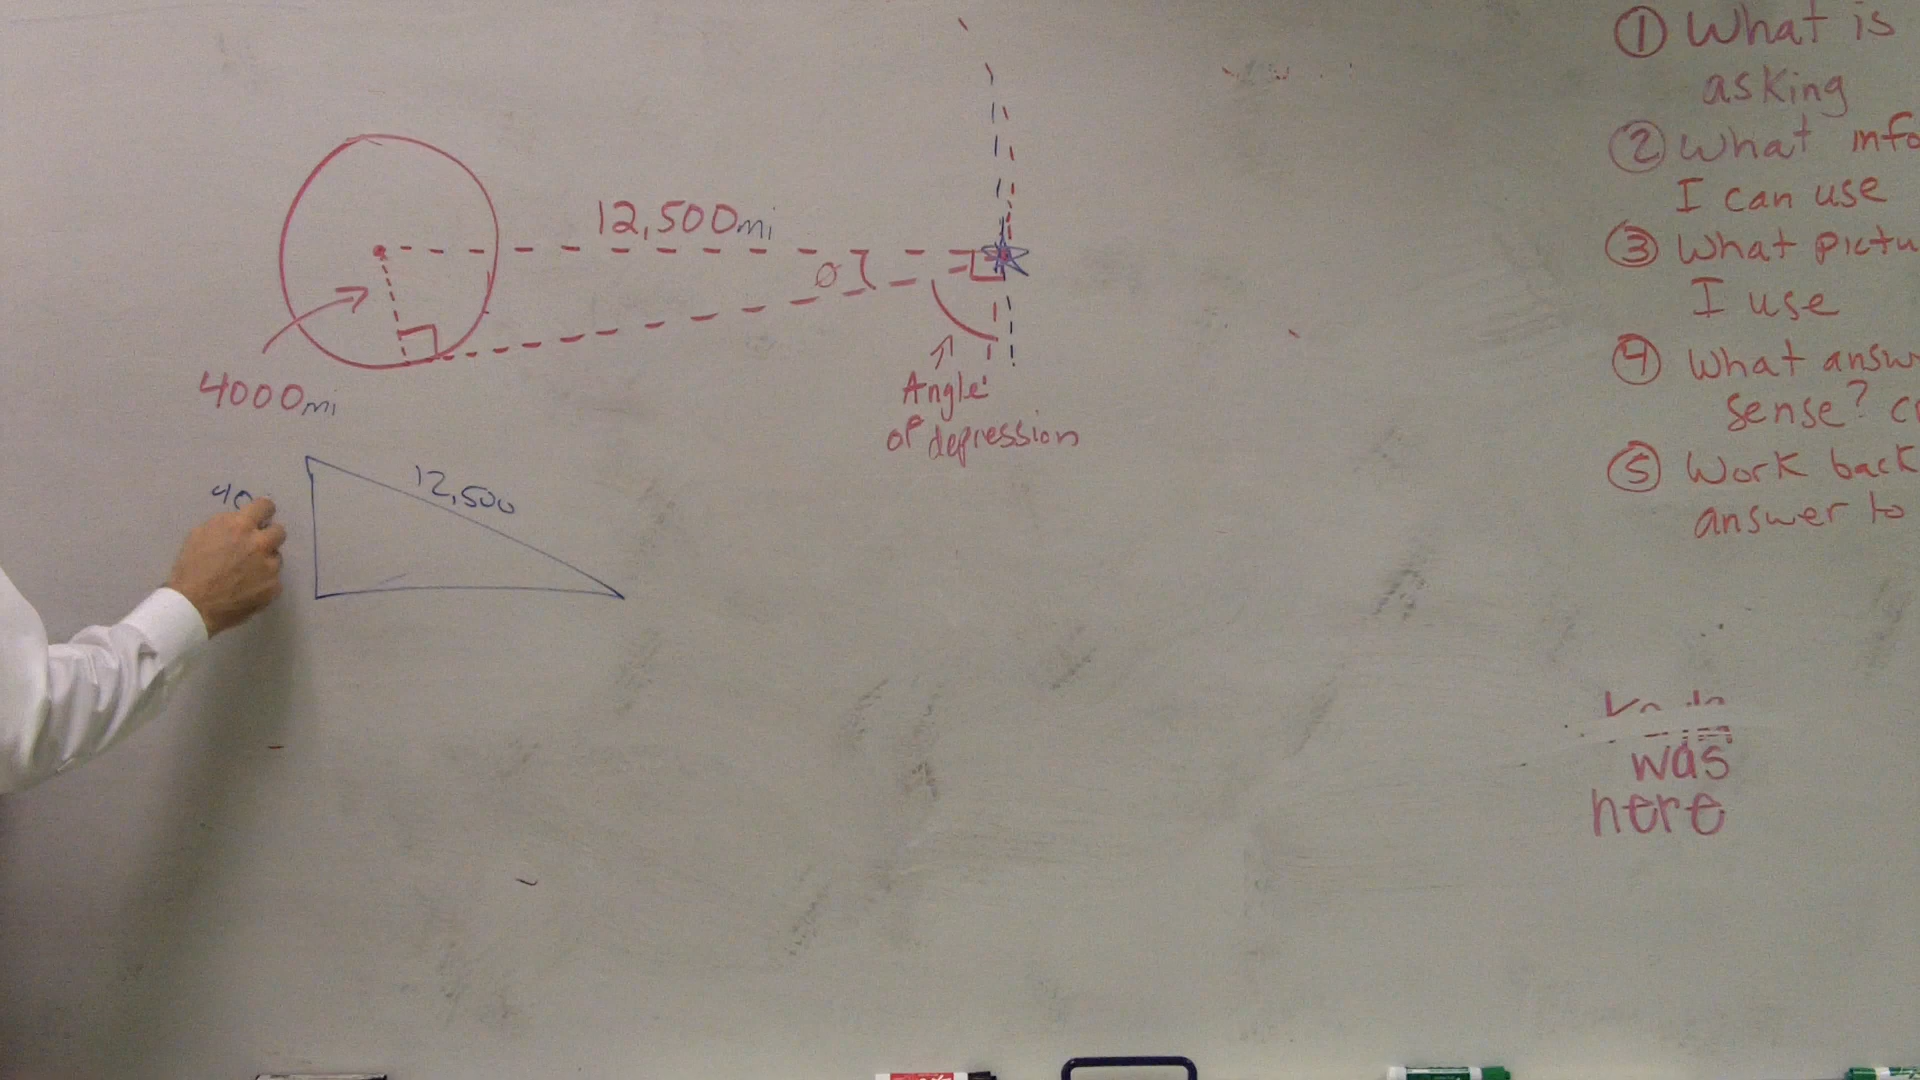 12,500mi
Ø
4000mi
Angle
of depression
12,500
40
① What is
asking
② What info
I can use
③ What pictu
I use
④ What answ
Sense?
⑤ Work back
answer to
was
here